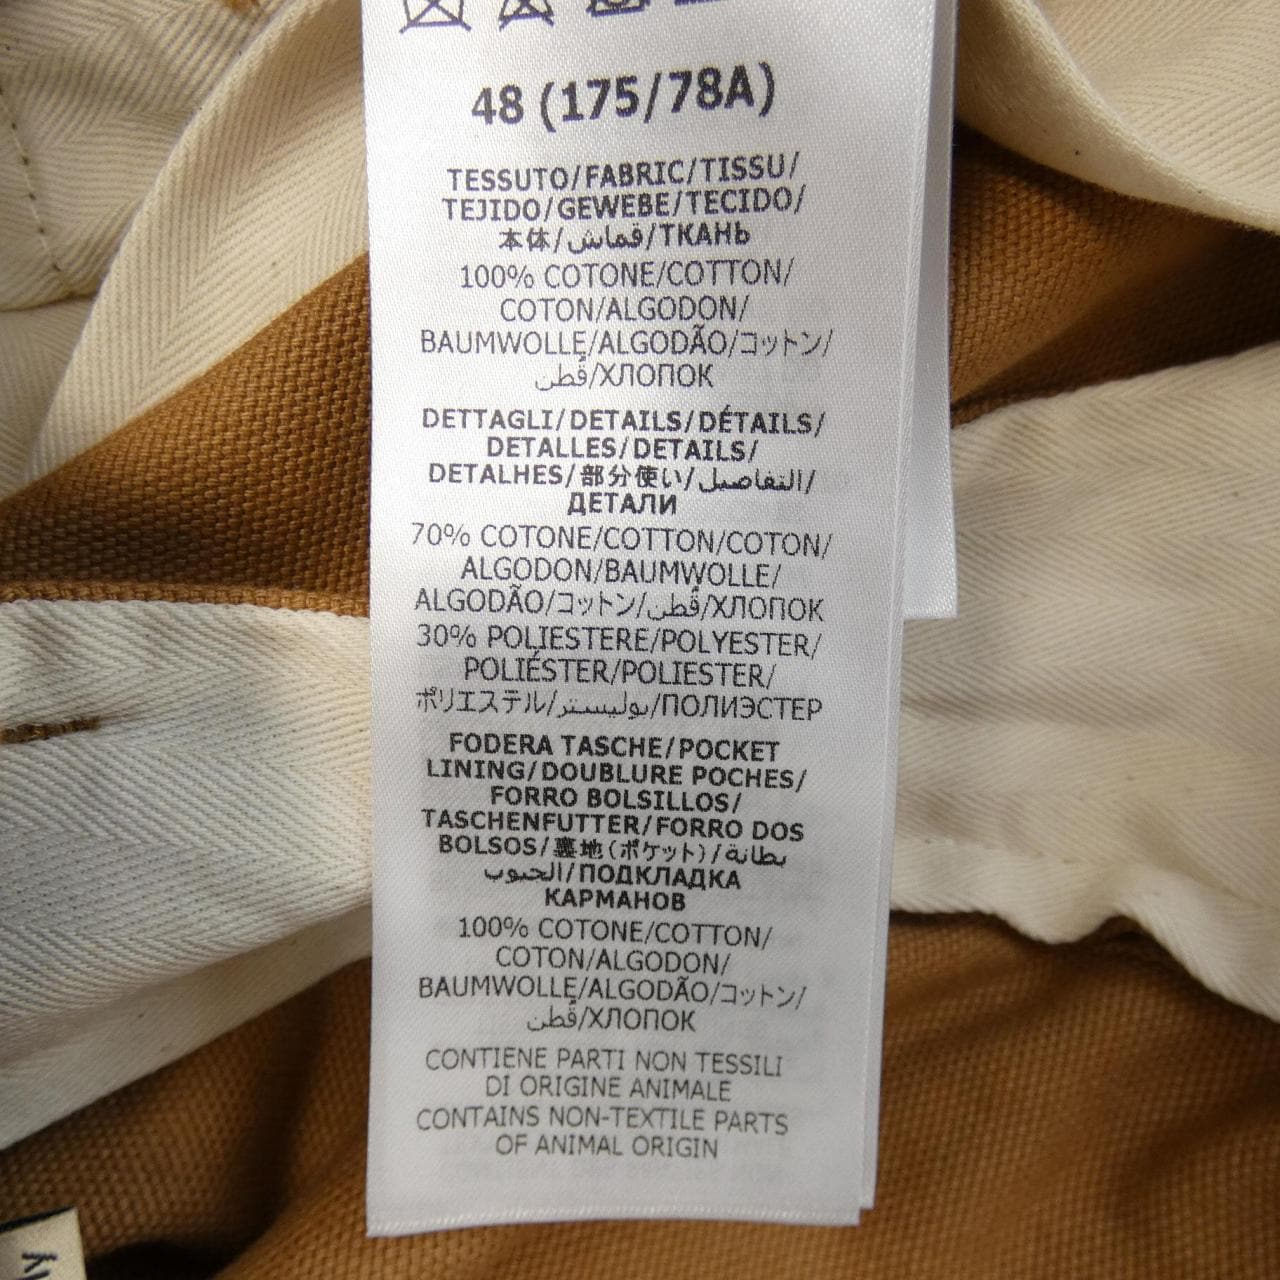 48 (175/78A)
TESSUTO/FABRIC/TISSU/
TEJIDO/GEWEBE/TECIDO/
本体/قماش/ТКАНЬ
100% COTONE/COTTON/
COTON/ALGODON/
BAUMWOLLE/ALGODÃO/コットン/
قُطن/ХЛОПОК
DETTAGLI/DETAILS/DÉTAILS/
DETALLES/DETAILS/
DETALHES/部分使い/التفاصيل/
ДЕТАЛИ
70% COTONE/COTTON/COTON/
ALGODON/BAUMWOLLE/
ALGODÃO/コットン/قُطن/ХЛОПОК
30% POLIESTERE/POLYESTER/
POLIÉSTER/POLIESTER/
ポリエステル/بوليستر/ПОЛИЭСТЕР
FODERA TASCHE/POCKET
LINING/DOUBLURE POCHES/
FORRO BOLSILLOS/
TASCHENFUTTER/FORRO DOS
BOLSOS/裏地(ポケット)/بطانة
الجيوب/ПОДКЛАДКА
КАРМАНОВ
100% COTONE/COTTON/
COTON/ALGODON/
BAUMWOLLE/ALGODÃO/コットン/
قُطن/ХЛОПОК
CONTIENE PARTI NON TESSILI
DI ORIGINE ANIMALE
CONTAINS NON-TEXTILE PARTS
OF ANIMAL ORIGIN